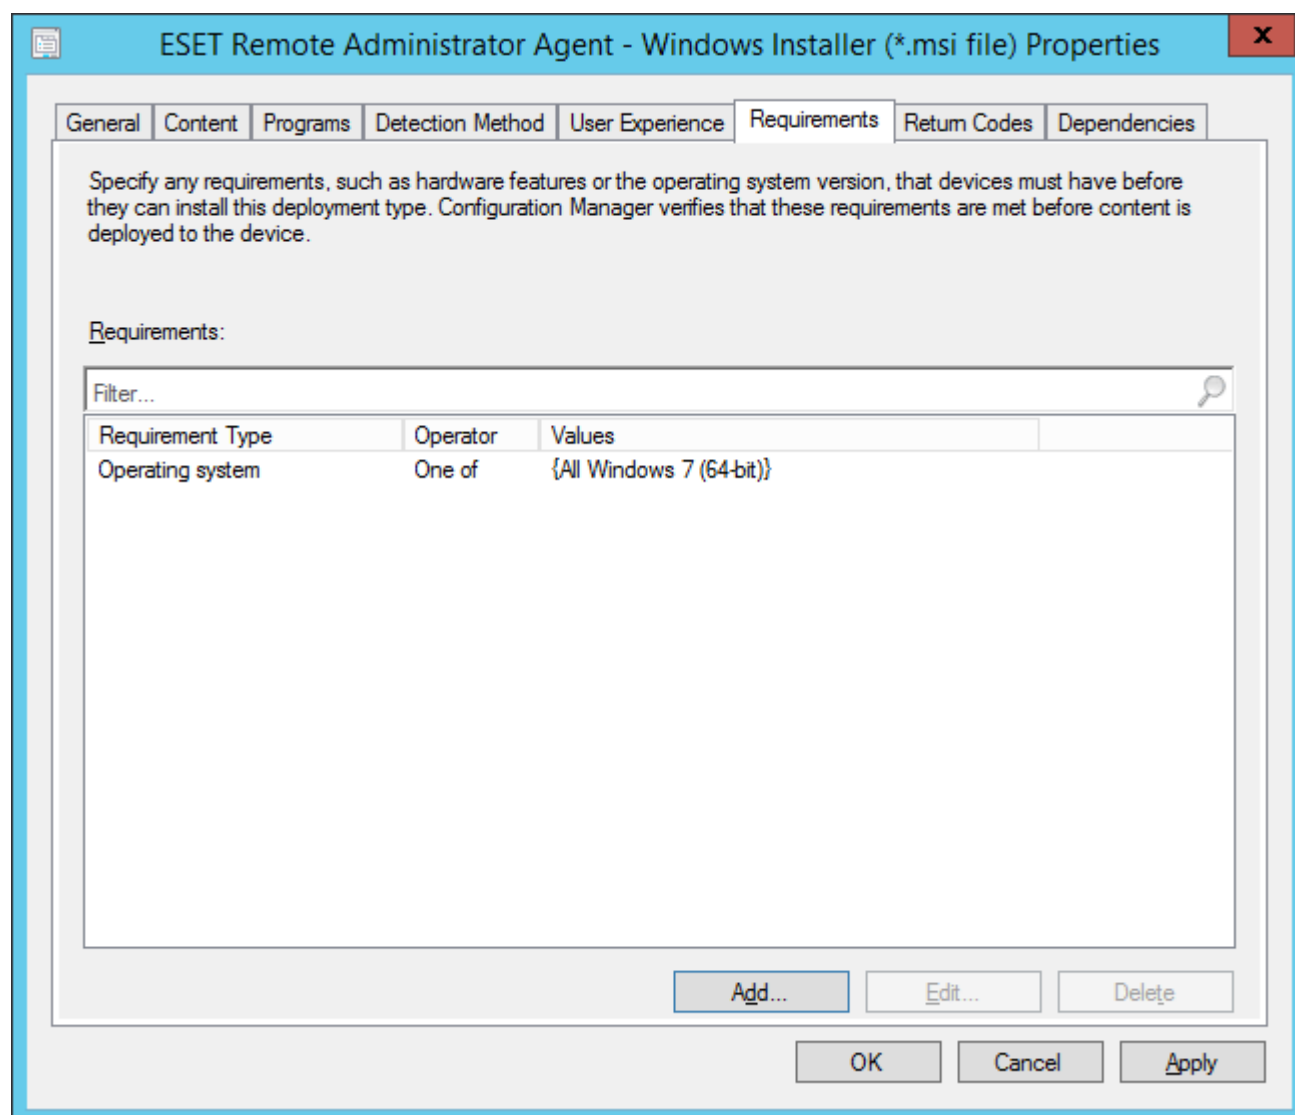 ESET Remote Administrator Agent - Windows Installer (*.msi file) Properties
x
General Content Programs Detection Method User Experience Requirements Return Codes Dependencies
Specify any requirements, such as hardware features or the operating system version, that devices must have before
they can install this deployment type. Configuration Manager verifies that these requirements are met before content is
deployed to the device.
Requirements:
Filter...
Requirement Type Operator Values
Operating system One of {All Windows 7 (64-bit)}
Add... Edit... Delete
OK Cancel Apply